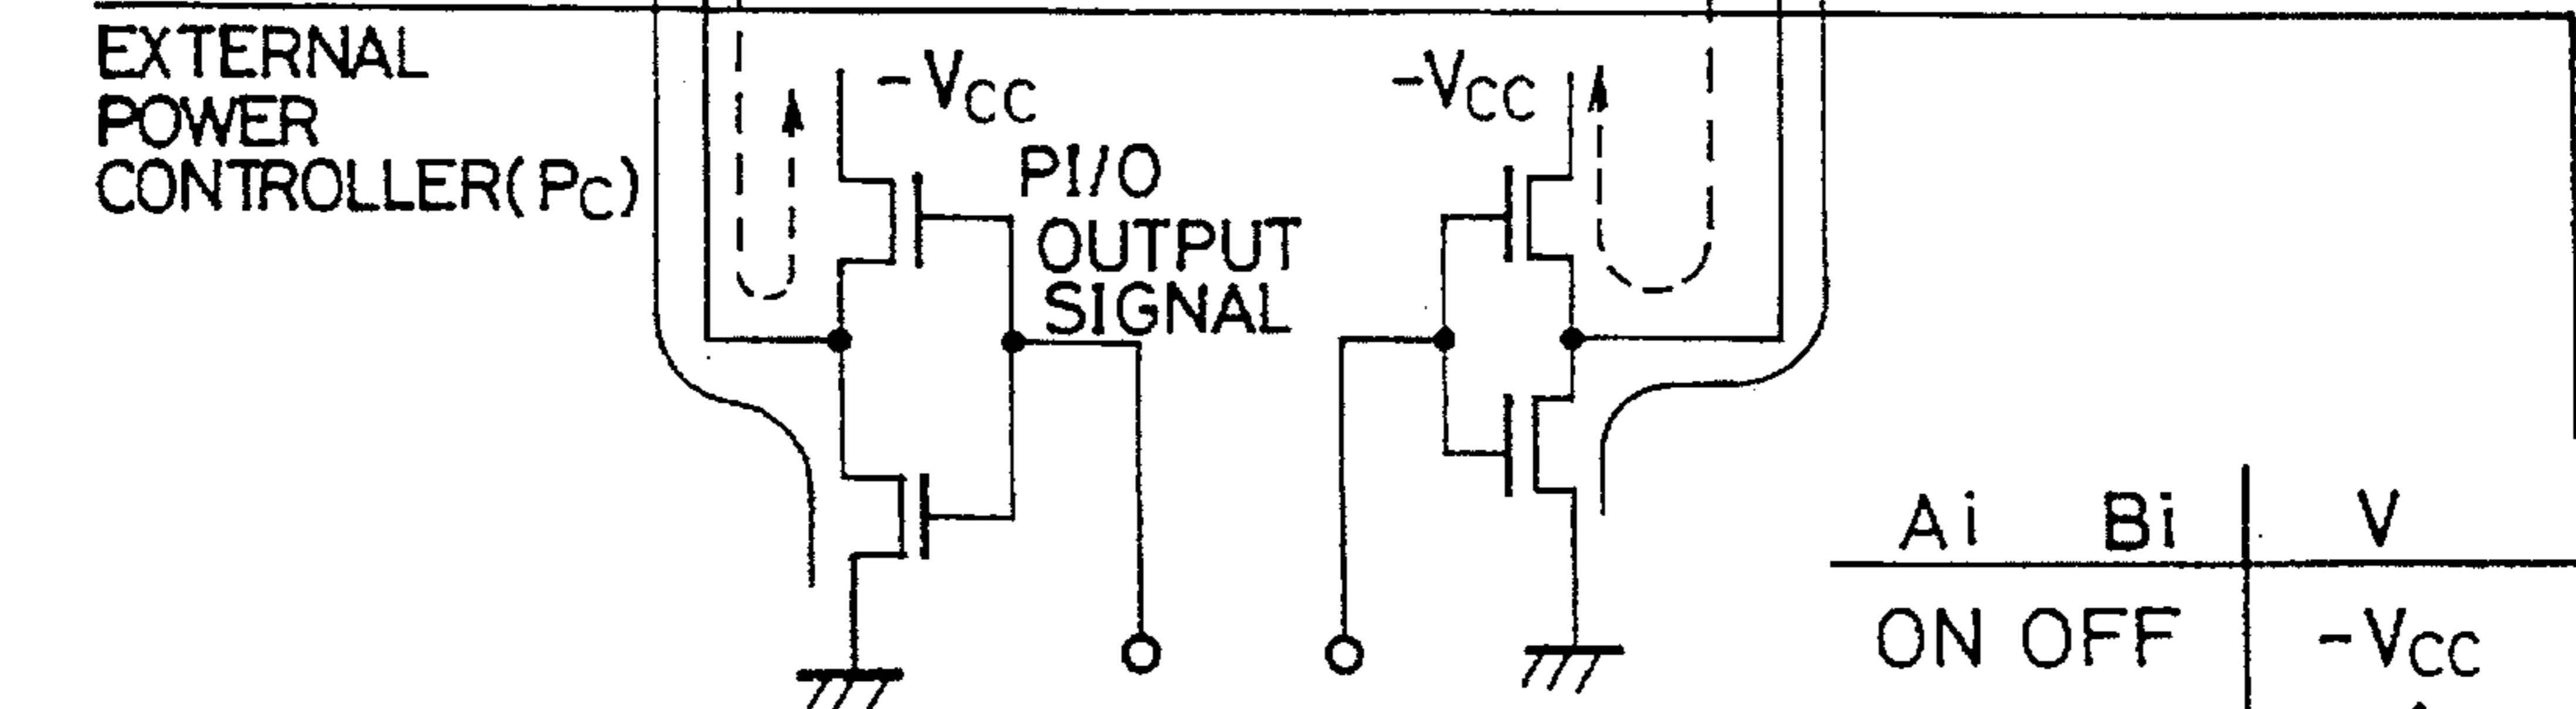 EXTERNAL
POWER
CONTROLLER(PC)
-VCC
PI/O
OUTPUT
SIGNAL
-VCC
Ai Bi V
ON OFF -VCC